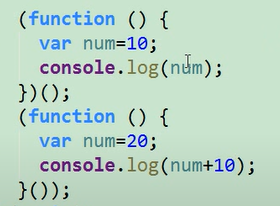 (function () {
  var num=10;
  console.log(num);
})();
(function () {
  var num=20;
  console.log(num+10);
}());